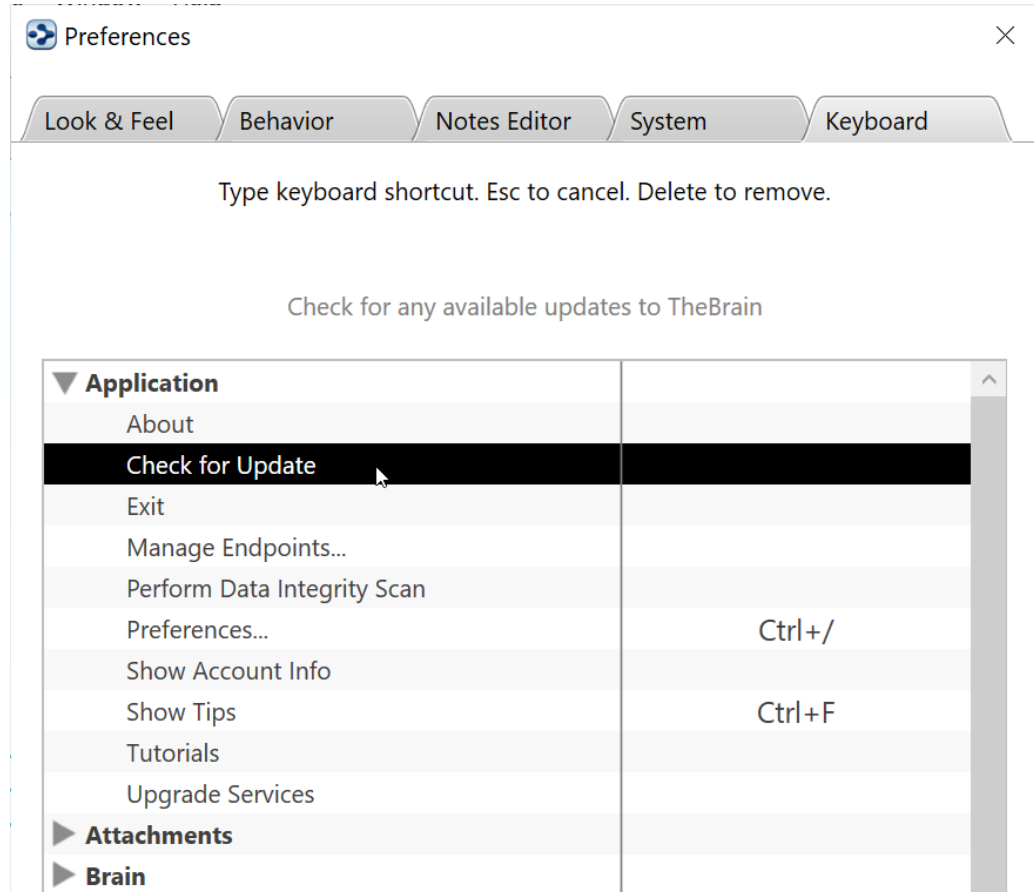 Preferences
Look & Feel Behavior Notes Editor System Keyboard
Type keyboard shortcut. Esc to cancel. Delete to remove.
Check for any available updates to TheBrain
Application
About
Check for Update
Exit
Manage Endpoints...
Perform Data Integrity Scan
Preferences... Ctrl+/
Show Account Info
Show Tips Ctrl+F
Tutorials
Upgrade Services
Attachments
Brain